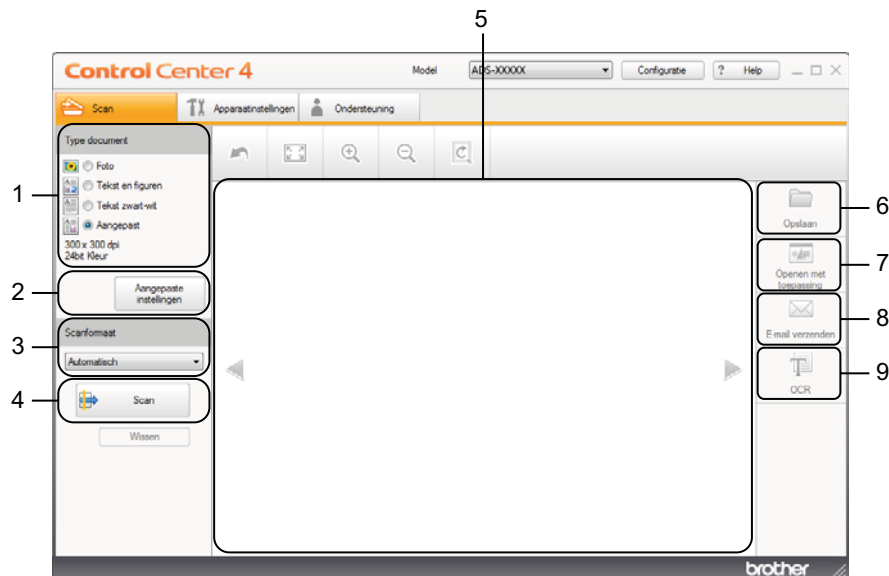 5
Control Center 4
Model ADS-XXXXX Configuratie ? Help
Scan Apparaatinstellingen Ondersteuning
Type document
Foto
Tekst en figuren
Tekst zwart-wit
Aangepast
300 x 300 dpi
24bit Kleur
1
Aangepaste
instellingen
2
Scanformaat
Automatisch
3
Scan
4
Wissen
Opslaan
6
Openen met
toepassing
7
E-mail verzenden
8
OCR
9
brother